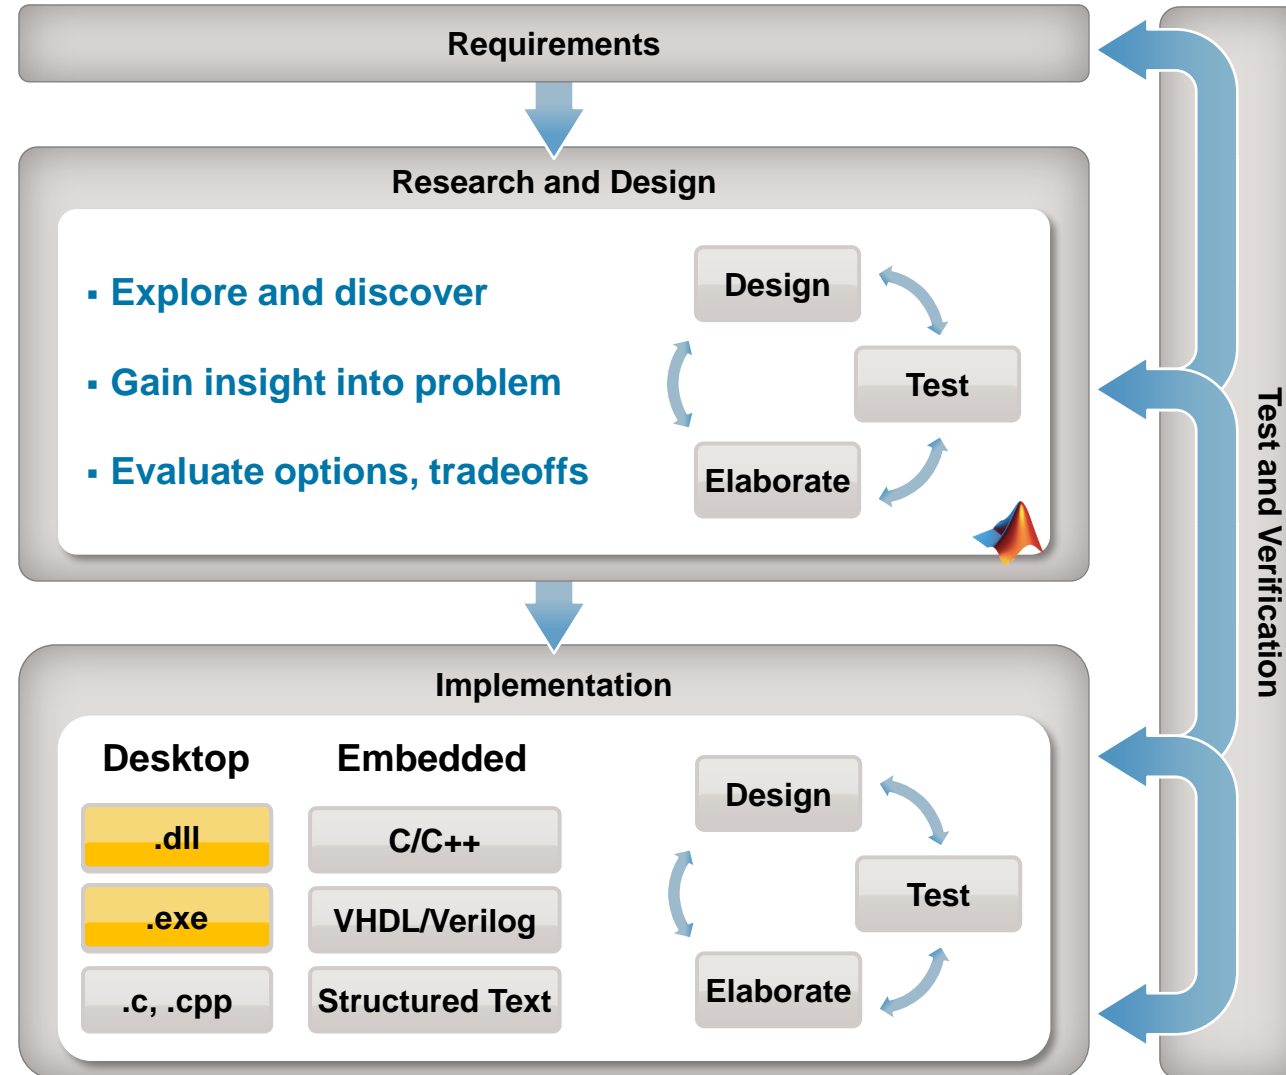 Requirements
Research and Design
▪ Explore and discover
▪ Gain insight into problem
▪ Evaluate options, tradeoffs
Design
Test
Elaborate
Implementation
Desktop
Embedded
.dll
C/C++
.exe
VHDL/Verilog
.c, .cpp
Structured Text
Design
Test
Elaborate
Test and Verification